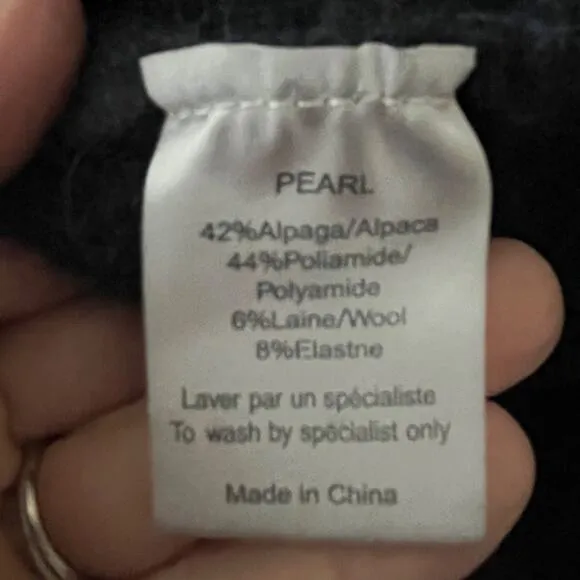 PEARL
42%Alpaga/Alpaca
44%Poliamide/
Polyamide
6%Laine/Wool
8%Elastne
Laver par un spécialiste
To wash by specialist only
Made in China